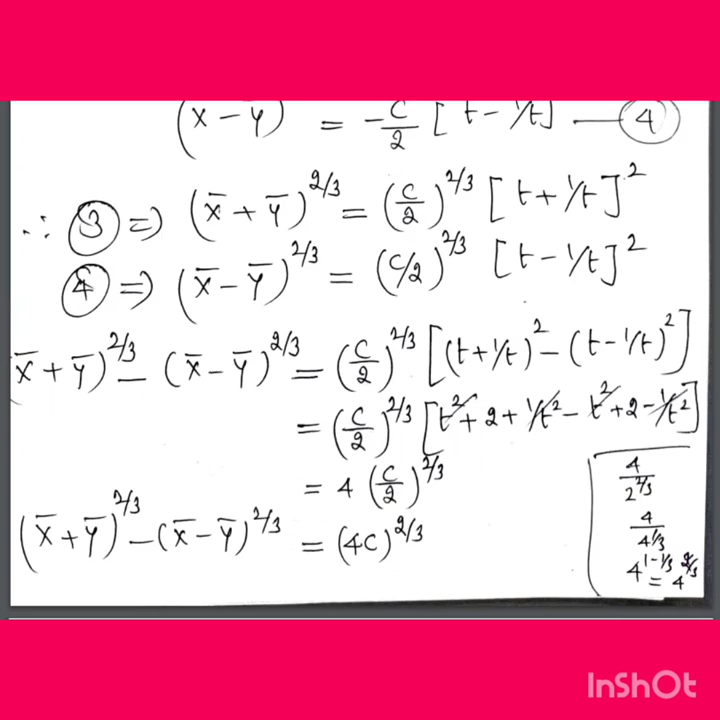 (x̄ - ȳ) = -c/2 [t - 1/t] — ④
∴ ③ ⇒ (x̄ + ȳ)^2/3 = (c/2)^2/3 [t + 1/t]^2
④ ⇒ (x̄ - ȳ)^2/3 = (c/2)^2/3 [t - 1/t]^2
x̄ + ȳ)^2/3 - (x̄ - ȳ)^2/3 = (c/2)^2/3 [(t + 1/t)^2 - (t - 1/t)^2]
= (c/2)^2/3 [t^2 + 2 + 1/t^2 - t^2 + 2 - 1/t^2]
= 4 (c/2)^2/3
(x̄ + ȳ)^2/3 - (x̄ - ȳ)^2/3 = (4c)^2/3
4/2^2/3
4/4^1/3
4^1-1/3
= 4^2/3
InShOt